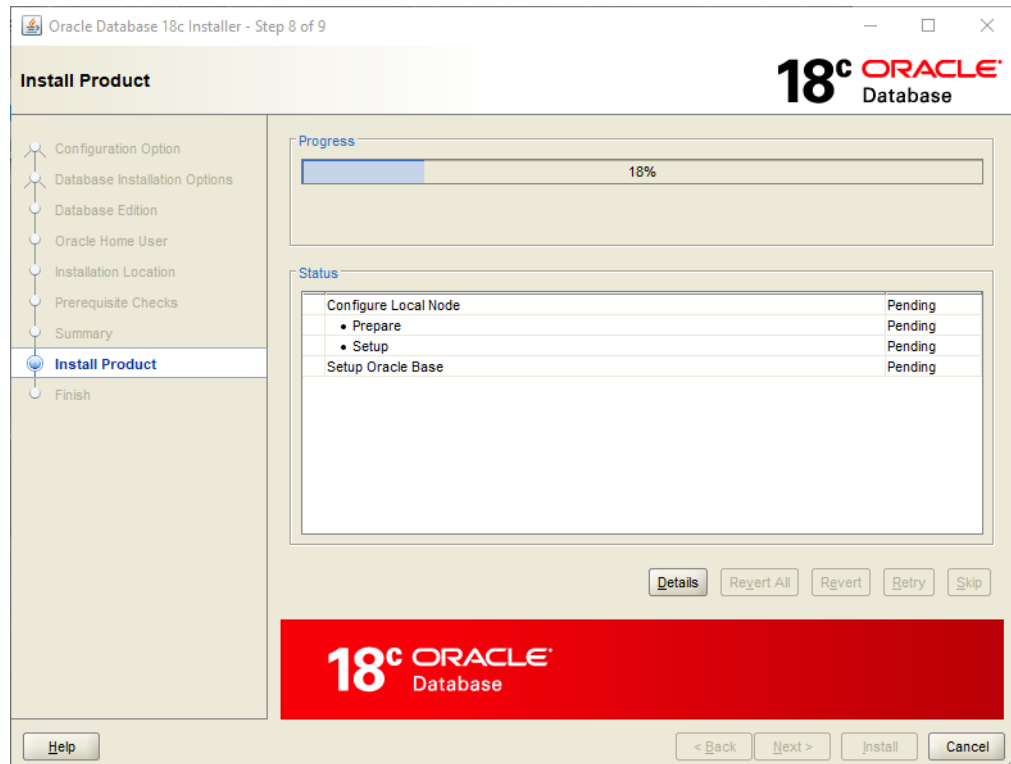 Oracle Database 18c Installer - Step 8 of 9
Install Product
18c ORACLE
Database
Configuration Option
Database Installation Options
Database Edition
Oracle Home User
Installation Location
Prerequisite Checks
Summary
Install Product
Finish
Progress
18%
Status
Configure Local Node Pending
• Prepare Pending
• Setup Pending
Setup Oracle Base Pending
Details Revert All Revert Retry Skip
18c ORACLE
Database
Help < Back Next > Install Cancel